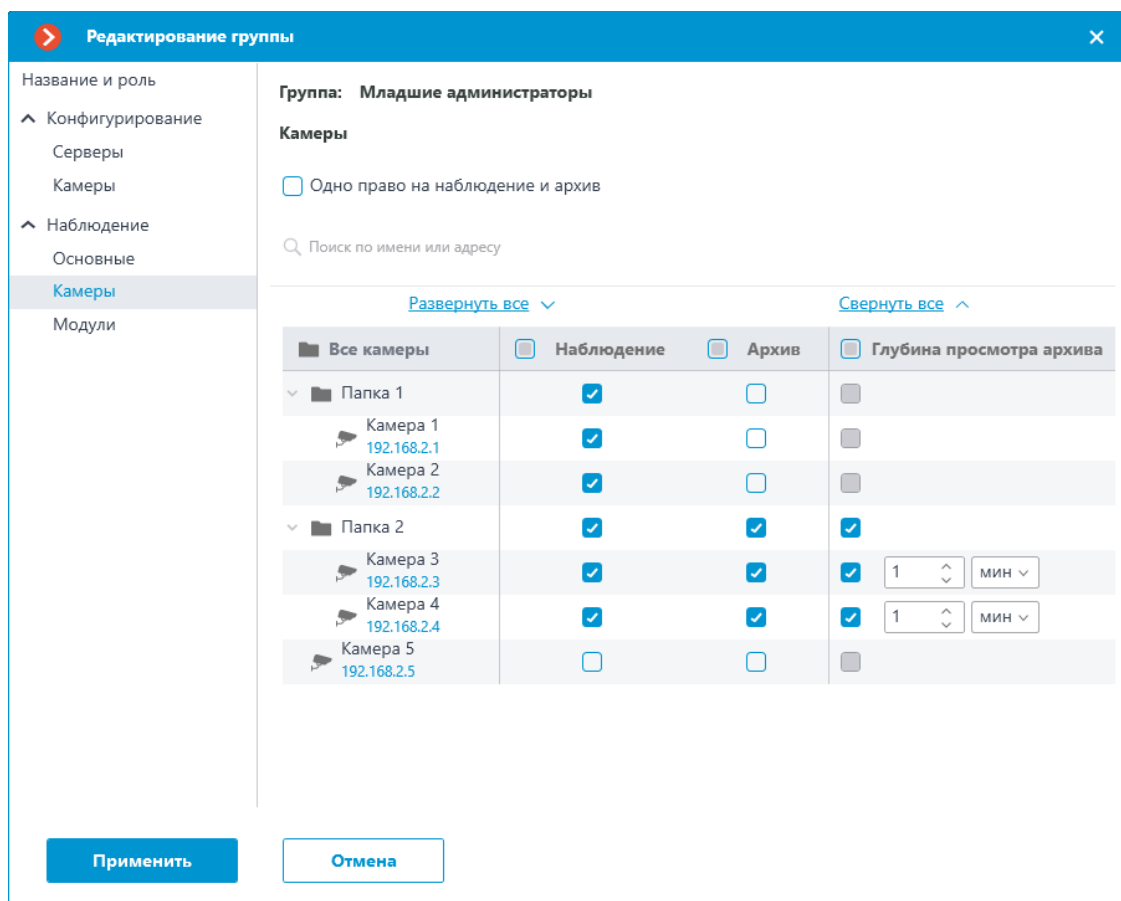 Редактирование группы
Название и роль
Конфигурирование
Серверы
Камеры
Наблюдение
Основные
Камеры
Модули
Группа: Младшие администраторы
Камеры
Одно право на наблюдение и архив
Поиск по имени или адресу
Развернуть все Свернуть все
Все камеры Наблюдение Архив Глубина просмотра архива
Папка 1
Камера 1
192.168.2.1
Камера 2
192.168.2.2
Папка 2
Камера 3
192.168.2.3 1 мин
Камера 4
192.168.2.4 1 мин
Камера 5
192.168.2.5
Применить Отмена